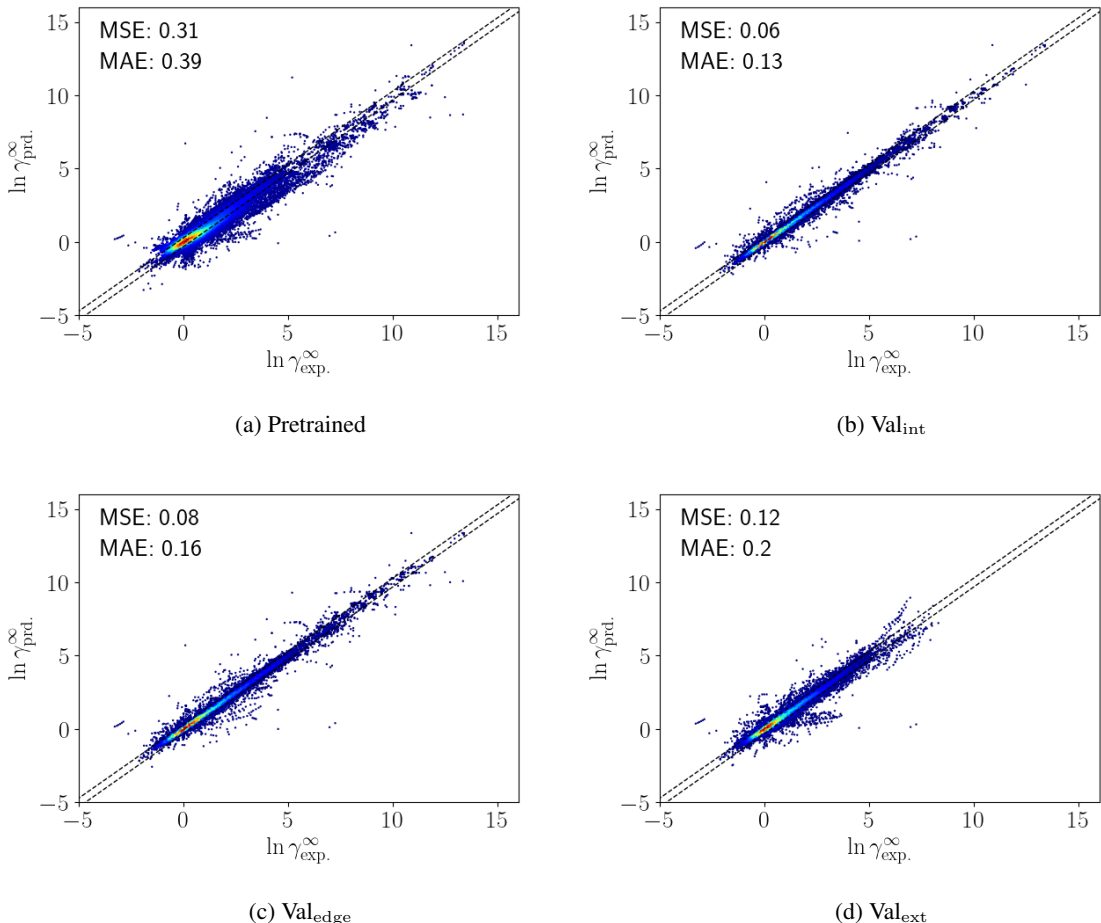 MSE: 0.31
MAE: 0.39
15
10
5
0
−5
ln γ∞prd.
−5 0 5 10 15
ln γ∞exp.
(a) Pretrained
MSE: 0.06
MAE: 0.13
15
10
5
0
−5
ln γ∞prd.
−5 0 5 10 15
ln γ∞exp.
(b) Valint
MSE: 0.08
MAE: 0.16
15
10
5
0
−5
ln γ∞prd.
−5 0 5 10 15
ln γ∞exp.
(c) Valedge
MSE: 0.12
MAE: 0.2
15
10
5
0
−5
ln γ∞prd.
−5 0 5 10 15
ln γ∞exp.
(d) Valext